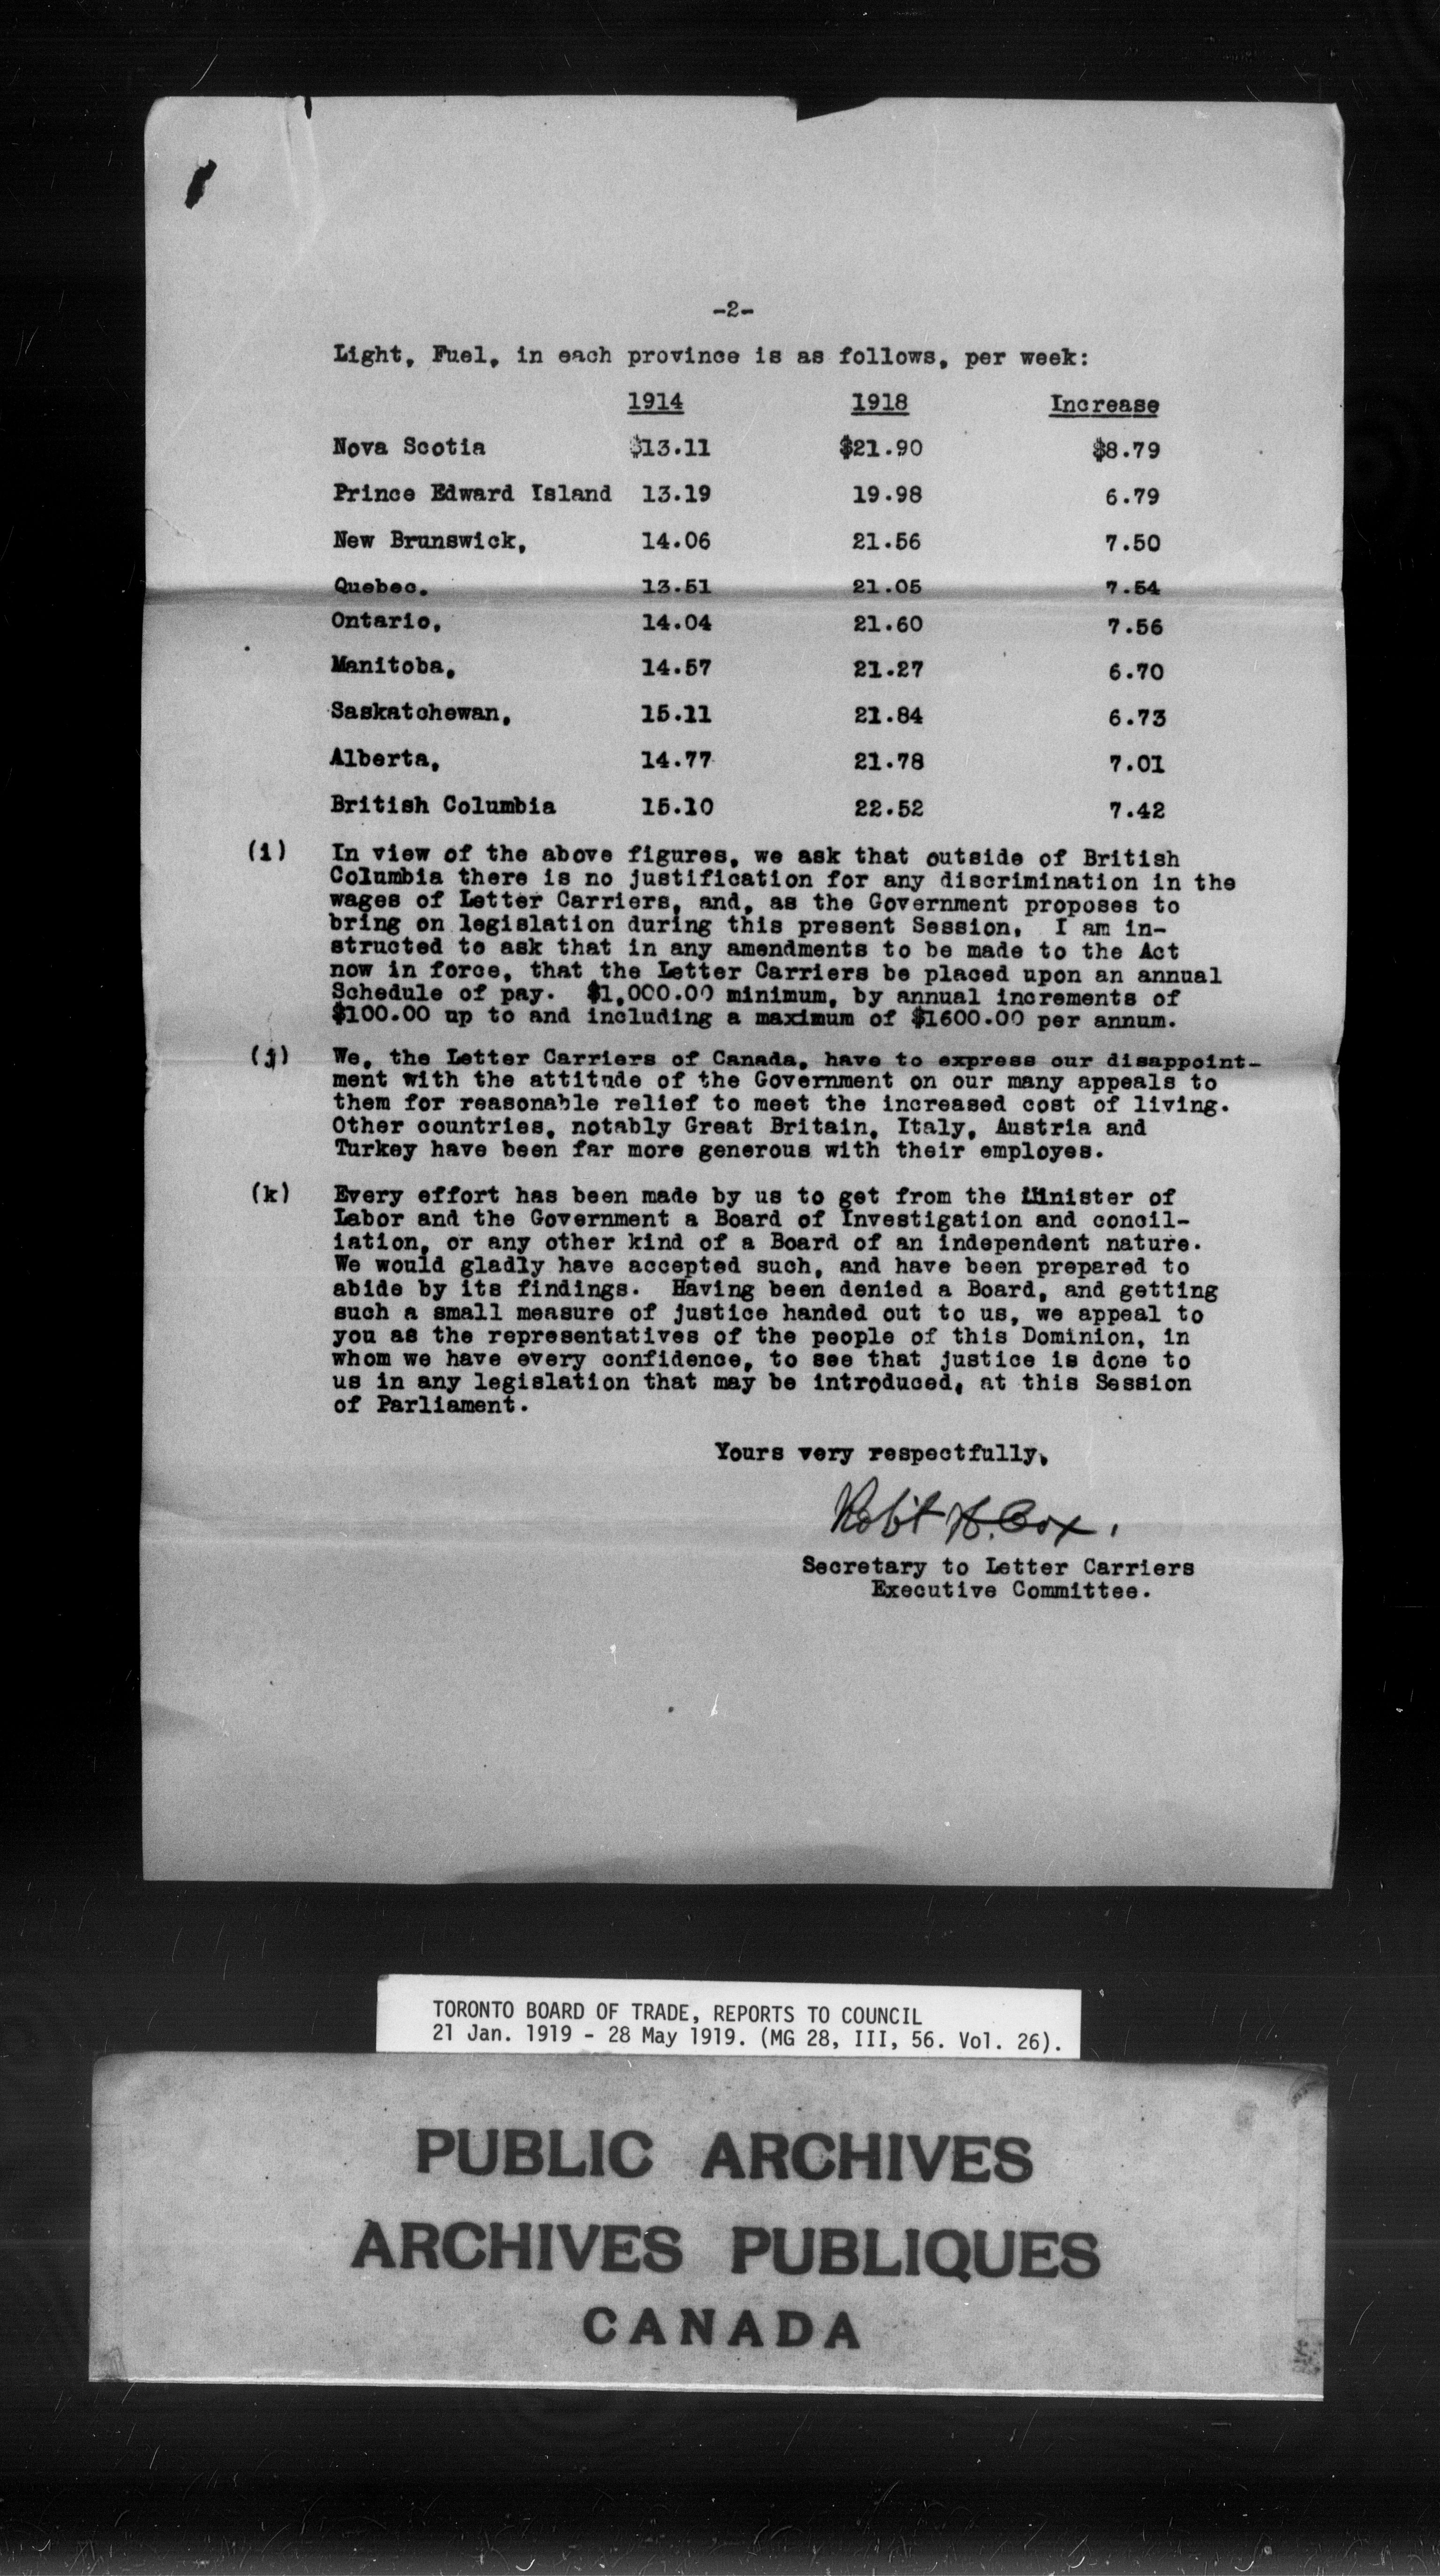 -2-
Light, Fuel, in each province is as follows, per week:
1914 1918 Increase
Nova Scotia $13.11 $21.90 $8.79
Prince Edward Island 13.19 19.98 6.79
New Brunswick, 14.06 21.56 7.50
Quebec. 13.51 21.05 7.54
Ontario, 14.04 21.60 7.56
Manitoba, 14.57 21.27 6.70
Saskatchewan, 15.11 21.84 6.73
Alberta, 14.77 21.78 7.01
British Columbia 15.10 22.52 7.42
(i) In view of the above figures, we ask that outside of British
Columbia there is no justification for any discrimination in the
wages of Letter Carriers, and, as the Government proposes to
bring on legislation during this present Session. I am in-
structed to ask that in any amendments to be made to the Act
now in force, that the Letter Carriers be placed upon an annual
Schedule of pay. $1,000.00 minimum, by annual increments of
$100.00 up to and including a maximum of $1600.00 per annum.
(j) We, the Letter Carriers of Canada, have to express our disappoint-
ment with the attitude of the Government on our many appeals to
them for reasonable relief to meet the increased cost of living.
Other countries, notably Great Britain, Italy, Austria and
Turkey have been far more generous with their employes.
(k) Every effort has been made by us to get from the Minister of
Labor and the Government a Board of Investigation and concil-
iation, or any other kind of a Board of an independent nature.
We would gladly have accepted such, and have been prepared to
abide by its findings. Having been denied a Board, and getting
such a small measure of justice handed out to us, we appeal to
you as the representatives of the people of this Dominion, in
whom we have every confidence, to see that justice is done to
us in any legislation that may be introduced, at this Session
of Parliament.
Yours very respectfully,
Robt H. Cox.
Secretary to Letter Carriers
Executive Committee.
TORONTO BOARD OF TRADE, REPORTS TO COUNCIL
21 Jan. 1919 - 28 May 1919. (MG 28, III, 56. Vol. 26).
PUBLIC ARCHIVES
ARCHIVES PUBLIQUES
CANADA